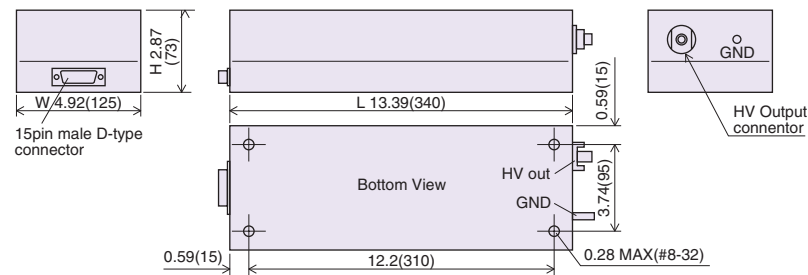 H 2.87
(73)
W 4.92(125)
15pin male D-type
connector
L 13.39(340)
0.59(15)
GND
HV Output
connentor
Bottom View
HV out
GND
3.74(95)
0.59(15)
12.2(310)
0.28 MAX(#8-32)